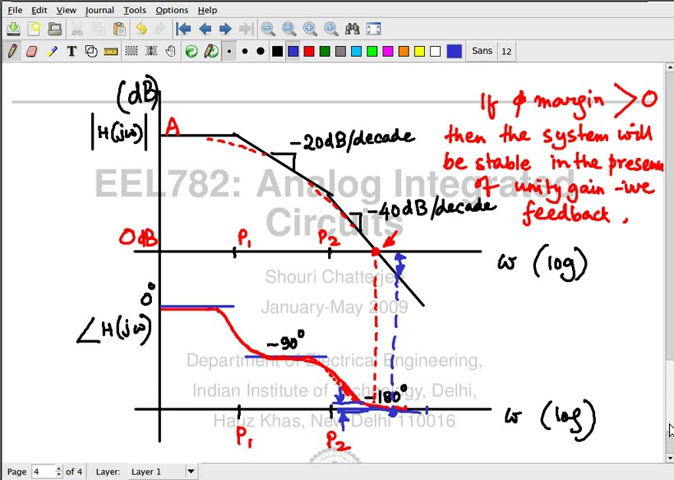 File Edit View Journal Page Tools Options Help
Sans 12
(dB)
|H(jω)|
A
-20dB/decade
If φ margin >0
then the system will
be stable in the presen
of unity gain -ive
feedback.
EEL782: Analog Integrated
Circuits
-40dB/decade
0dB
P1
P2
ω (log)
Shouri Chatterjee
January-May 2009
0°
∠H(jω)
-90°
Department of Electrical Engineering,
Indian Institute of Technology, Delhi,
-180°
Hauz Khas, New Delhi 110016
ω (log)
P1
P2
Page 4 of 4 Layer: Layer 1